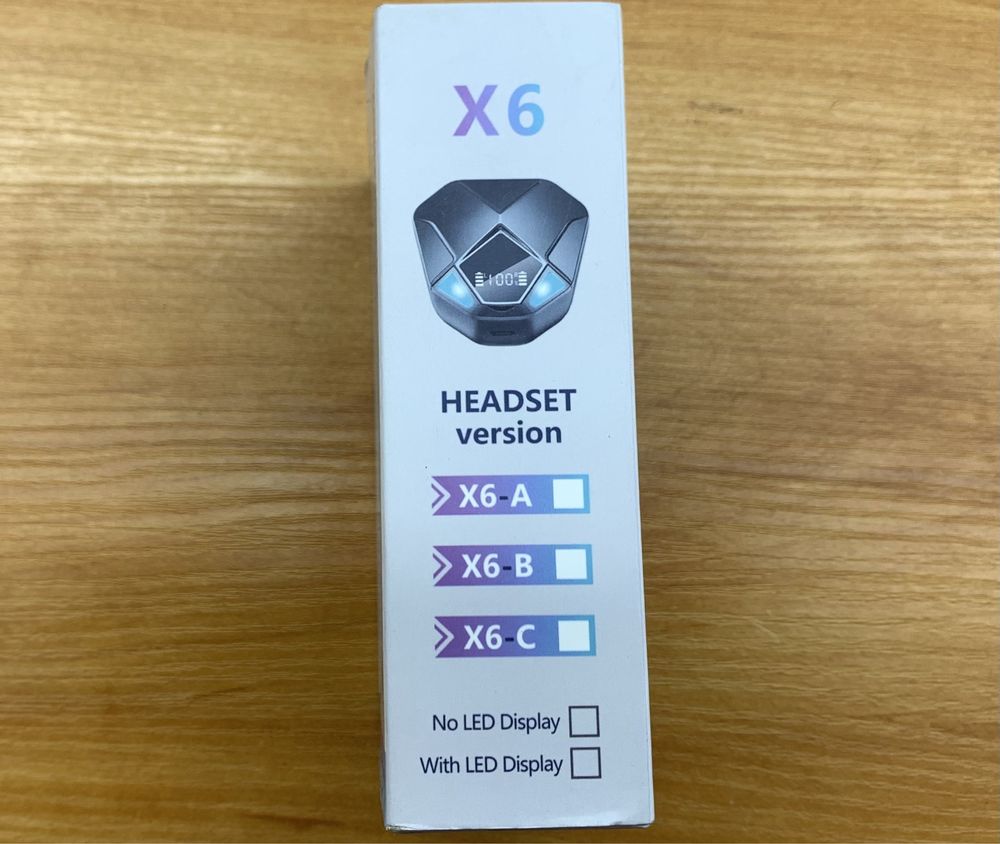 X6
100
HEADSET
version
X6-A
X6-B
X6-C
No LED Display
With LED Display